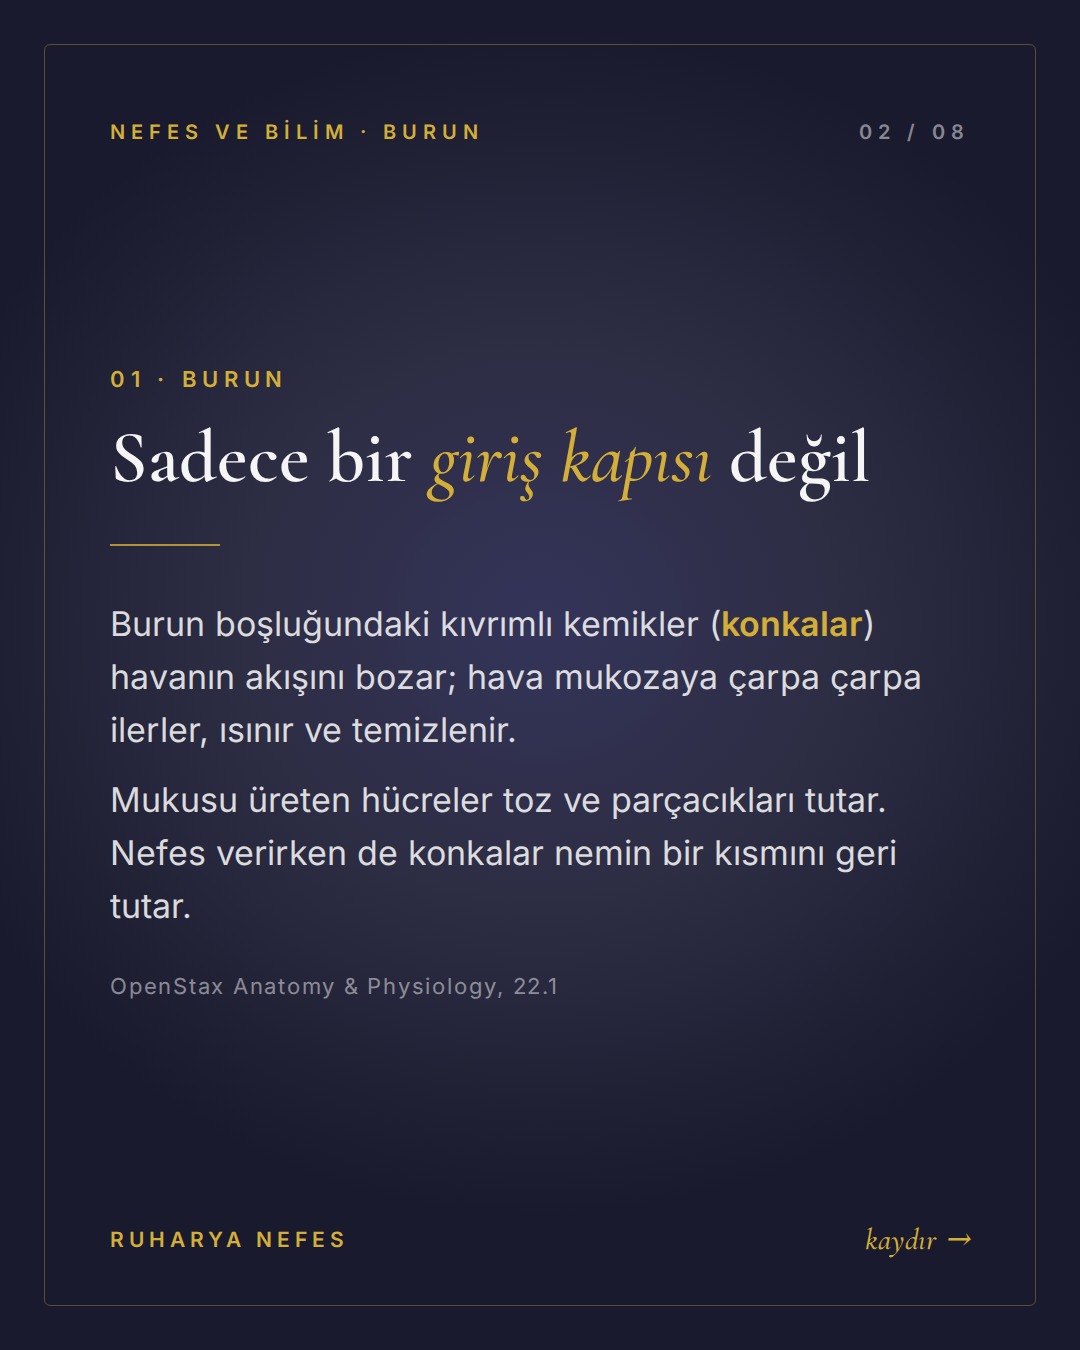 NEFES VE BİLİM · BURUN
02 / 08
01 · BURUN
Sadece bir giriş kapısı değil
Burun boşluğundaki kıvrımlı kemikler (konkalar)
havanın akışını bozar; hava mukozaya çarpa çarpa
ilerler, ısınır ve temizlenir.
Mukusu üreten hücreler toz ve parçacıkları tutar.
Nefes verirken de konkalar nemin bir kısmını geri
tutar.
OpenStax Anatomy & Physiology, 22.1
RUHARYA NEFES
kaydır →